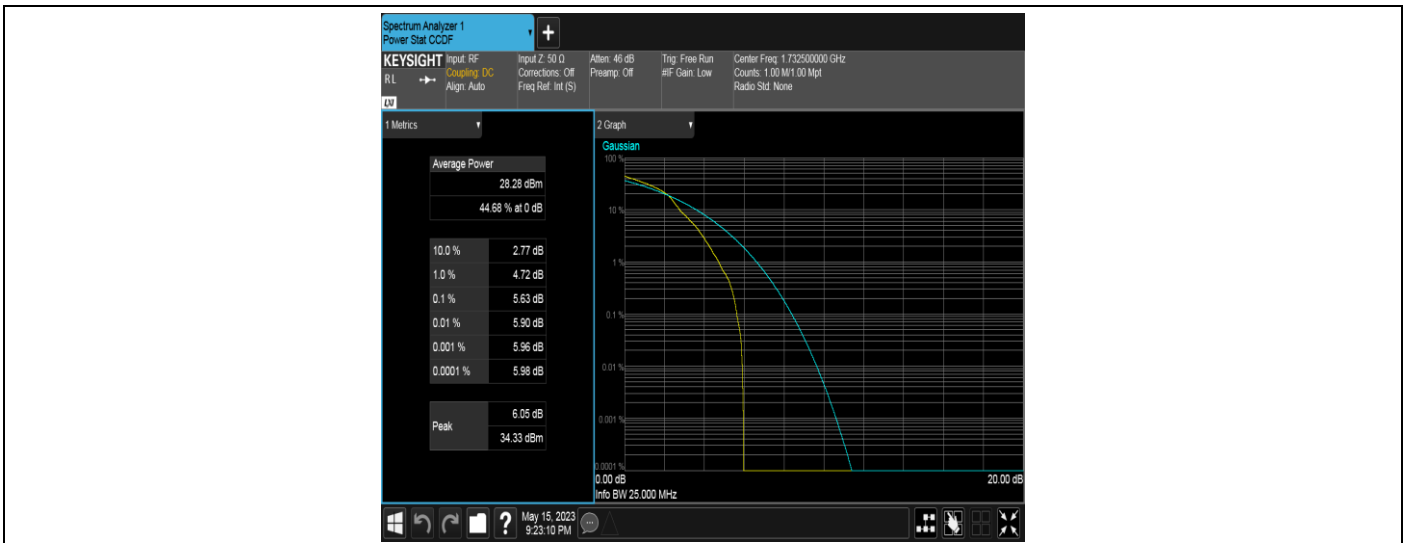 Spectrum Analyzer 1
Power Stat CCDF
+
KEYSIGHT
RL
LXI
Input: RF
Coupling: DC
Align: Auto
Input Z: 50 Ω
Corrections: Off
Freq Ref: Int (S)
Atten: 46 dB
Preamp: Off
Trig: Free Run
#IF Gain: Low
Center Freq: 1.732500000 GHz
Counts: 1.00 M/1.00 Mpt
Radio Std: None
1 Metrics
Average Power
28.28 dBm
44.68 % at 0 dB
10.0 % 2.77 dB
1.0 % 4.72 dB
0.1 % 5.63 dB
0.01 % 5.90 dB
0.001 % 5.96 dB
0.0001 % 5.98 dB
Peak
6.05 dB
34.33 dBm
2 Graph
Gaussian
100 %
10 %
1 %
0.1 %
0.01 %
0.001 %
0.0001 %
0.00 dB 20.00 dB
Info BW 25.000 MHz
?
May 15, 2023
9:23:10 PM